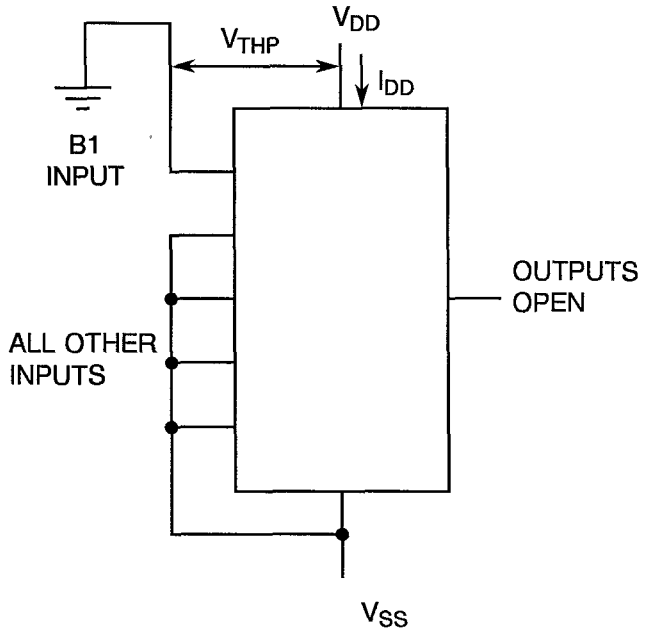 V_DD
V_THP
I_DD
B1
INPUT
OUTPUTS
OPEN
ALL OTHER
INPUTS
V_SS